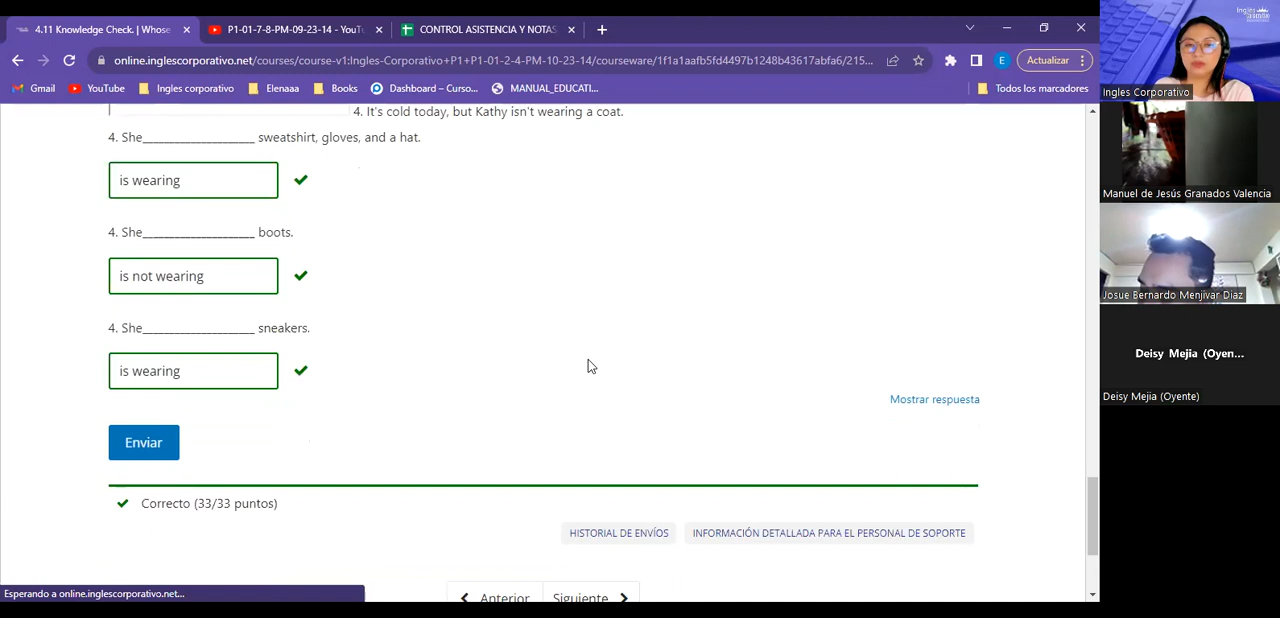 4.11 Knowledge Check. | Whose
P1-01-7-8-PM-09-23-14 - YouT
CONTROL ASISTENCIA Y NOTAS
online.inglescorporativo.net/courses/course-v1:Ingles-Corporativo+P1+P1-01-2-4-PM-10-23-14/courseware/1f1a1aafb5fd4497b1248b43617abfa6/215...
E
Actualizar
Gmail
YouTube
Ingles corporativo
Elenaaa
Books
Dashboard – Curso...
MANUAL_EDUCATI...
Todos los marcadores
4. It's cold today, but Kathy isn't wearing a coat.
4. She____________________ sweatshirt, gloves, and a hat.
is wearing
4. She____________________ boots.
is not wearing
4. She____________________ sneakers.
is wearing
Mostrar respuesta
Enviar
Correcto (33/33 puntos)
HISTORIAL DE ENVÍOS
INFORMACIÓN DETALLADA PARA EL PERSONAL DE SOPORTE
Anterior
Siguiente
Esperando a online.inglescorporativo.net...
Ingles Corporativo
Manuel de Jesús Granados Valencia
Josue Bernardo Menjivar Diaz
Deisy Mejia (Oyen...
Deisy Mejia (Oyente)